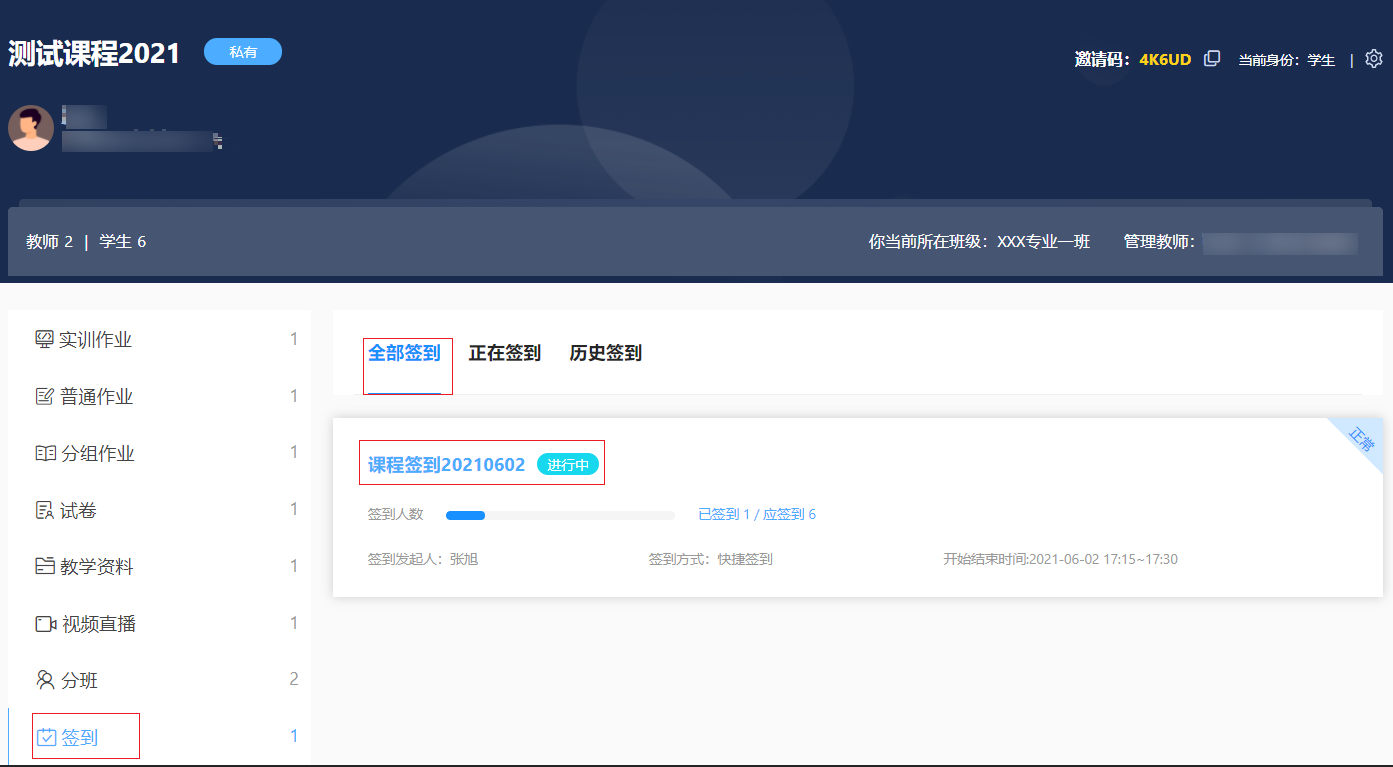 测试课程2021 私有
邀请码：4K6UD 当前身份：学生 |
教师 2 | 学生 6 你当前所在班级：XXX专业一班 管理教师：
实训作业 1
普通作业 1
分组作业 1
试卷 1
教学资料 1
视频直播 1
分班 2
签到 1
全部签到 正在签到 历史签到
课程签到20210602 进行中
正常
签到人数 已签到 1 / 应签到 6
签到发起人：张旭 签到方式：快捷签到 开始结束时间:2021-06-02 17:15~17:30